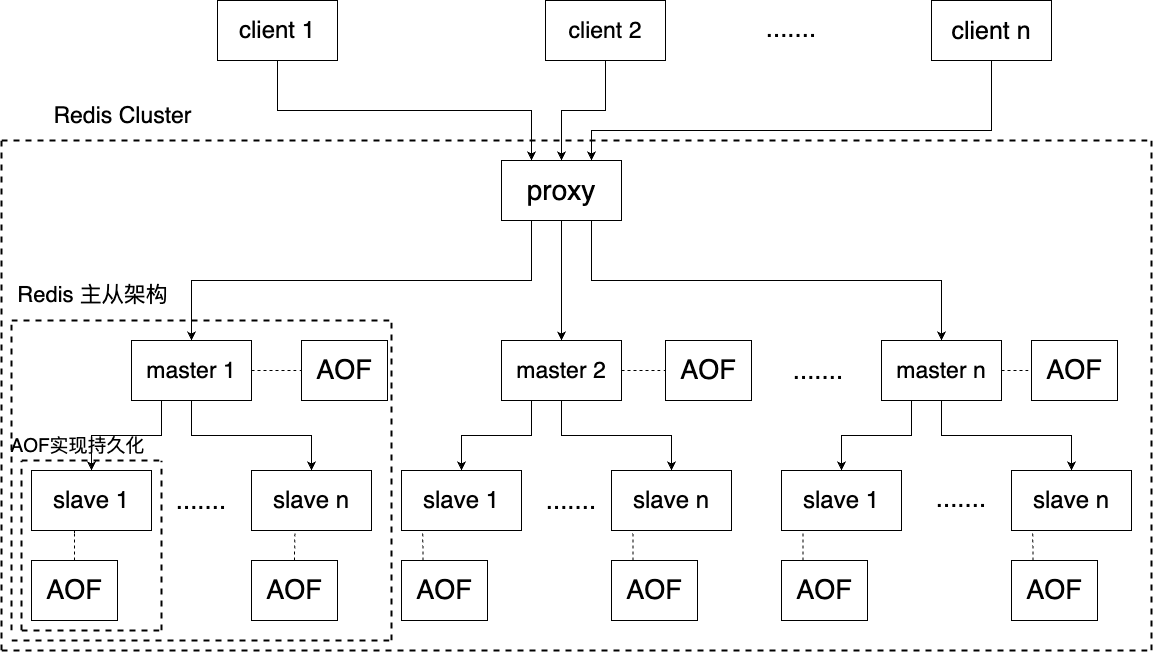 client 1
client 2
.......
client n
Redis Cluster
proxy
Redis 主从架构
master 1
AOF
master 2
AOF
.......
master n
AOF
AOF实现持久化
slave 1
.......
slave n
slave 1
.......
slave n
slave 1
.......
slave n
AOF
AOF
AOF
AOF
AOF
AOF